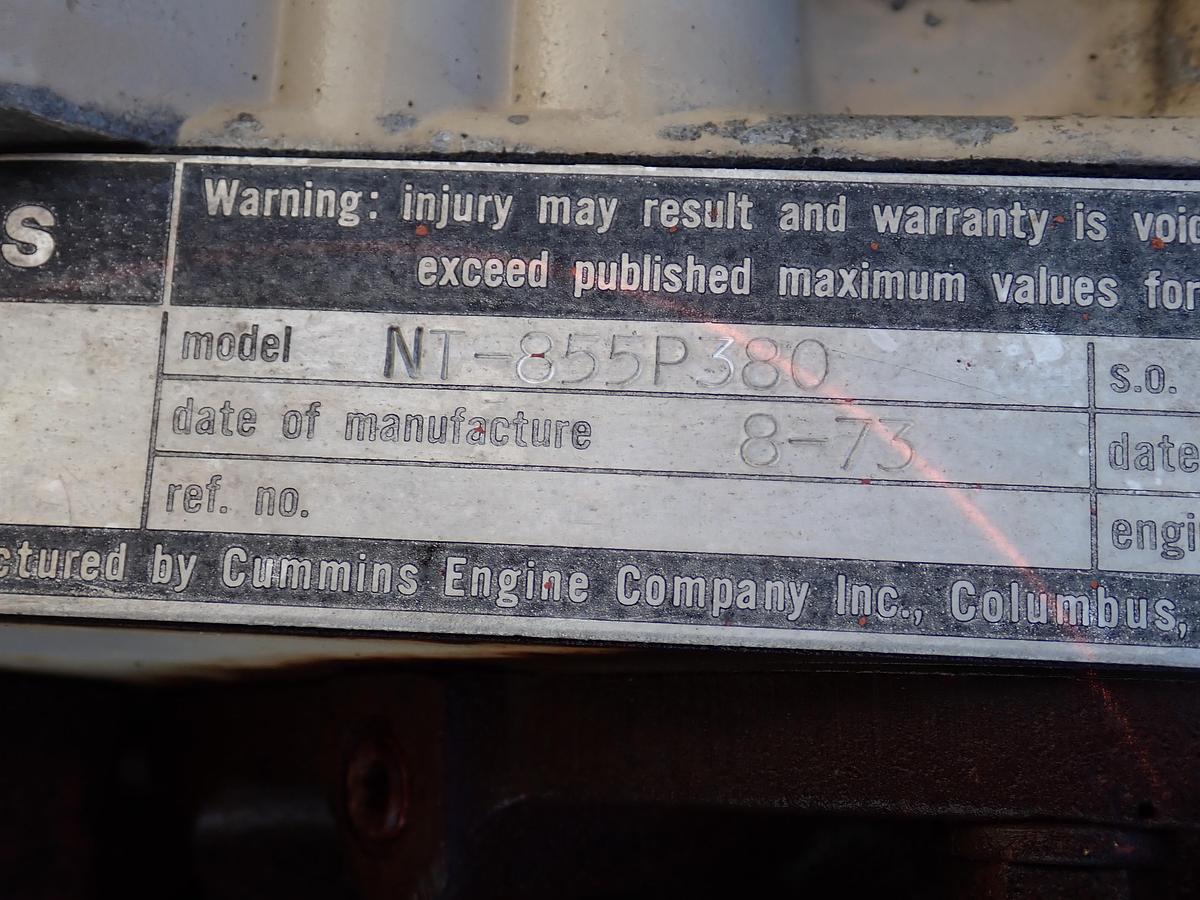 S
Warning: injury may result and warranty is voi
exceed published maximum values for
model NT-855P380
s.o.
date of manufacture 8-73
date
ref. no.
engi
ctured by Cummins Engine Company Inc., Columbus,